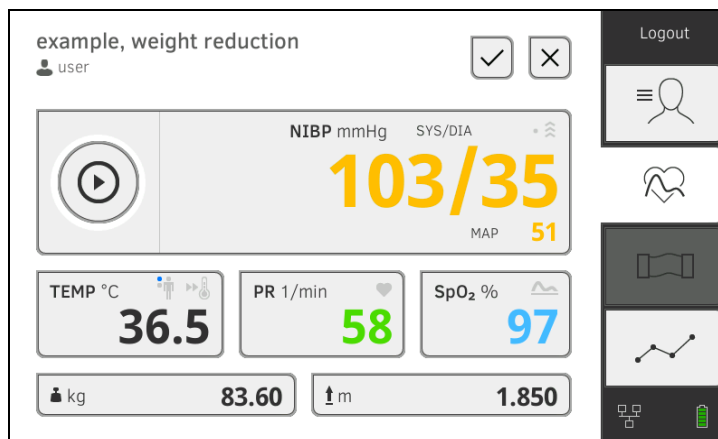 example, weight reduction
user
Logout
NIBP mmHg SYS/DIA
103/35
MAP 51
TEMP °C
36.5
PR 1/min
58
SpO₂ %
97
kg 83.60
m 1.850